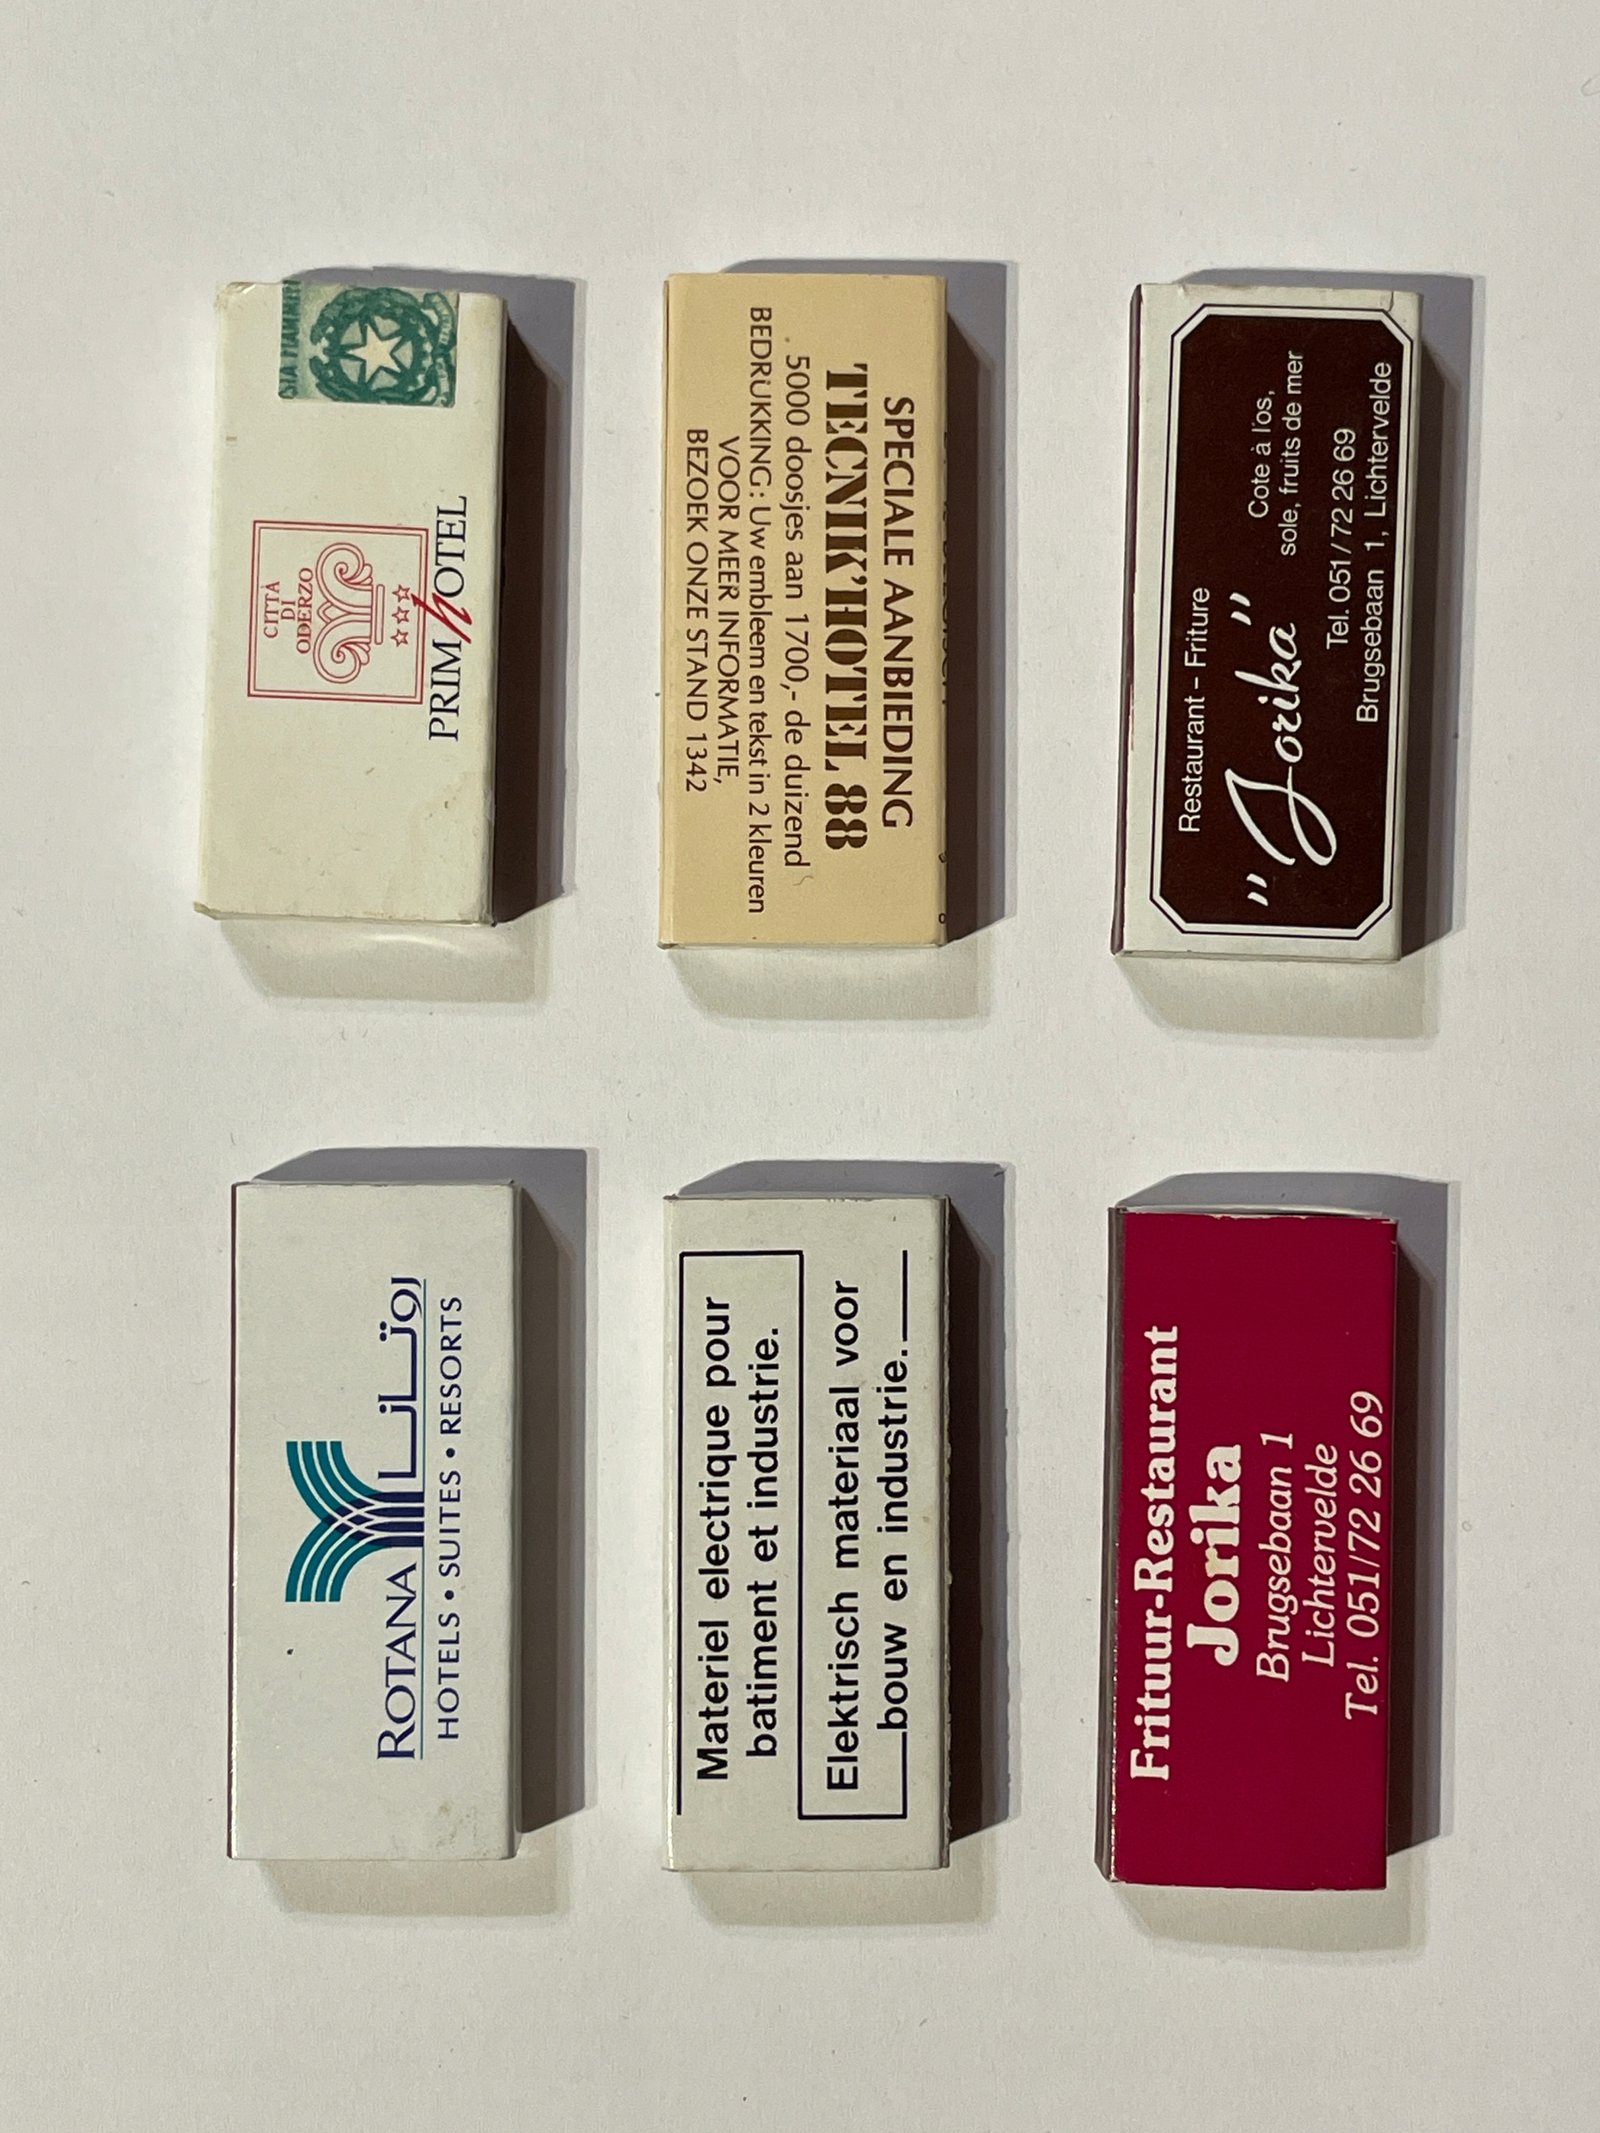 CITTA
DI
ODERZO
PRIM HOTEL
SPECIALE AANBIEDING
TECNIK'HOTEL 88
5000 doosjes aan 1700,- de duizend
BEDRUKKING: Uw embleem en tekst in 2 kleuren
VOOR MEER INFORMATIE,
BEZOEK ONZE STAND 1342
Restaurant - Friture
"Jorika"
Cote à l'os,
sole, fruits de mer
Tel. 051/72 26 69
Brugsebaan 1, Lichtervelde
ROTANA روتانا
HOTELS • SUITES • RESORTS
Materiel electrique pour
batiment et industrie.
Elektrisch materiaal voor
bouw en industrie.
Frituur-Restaurant
Jorika
Brugsebaan 1
Lichtervelde
Tel. 051/72 26 69